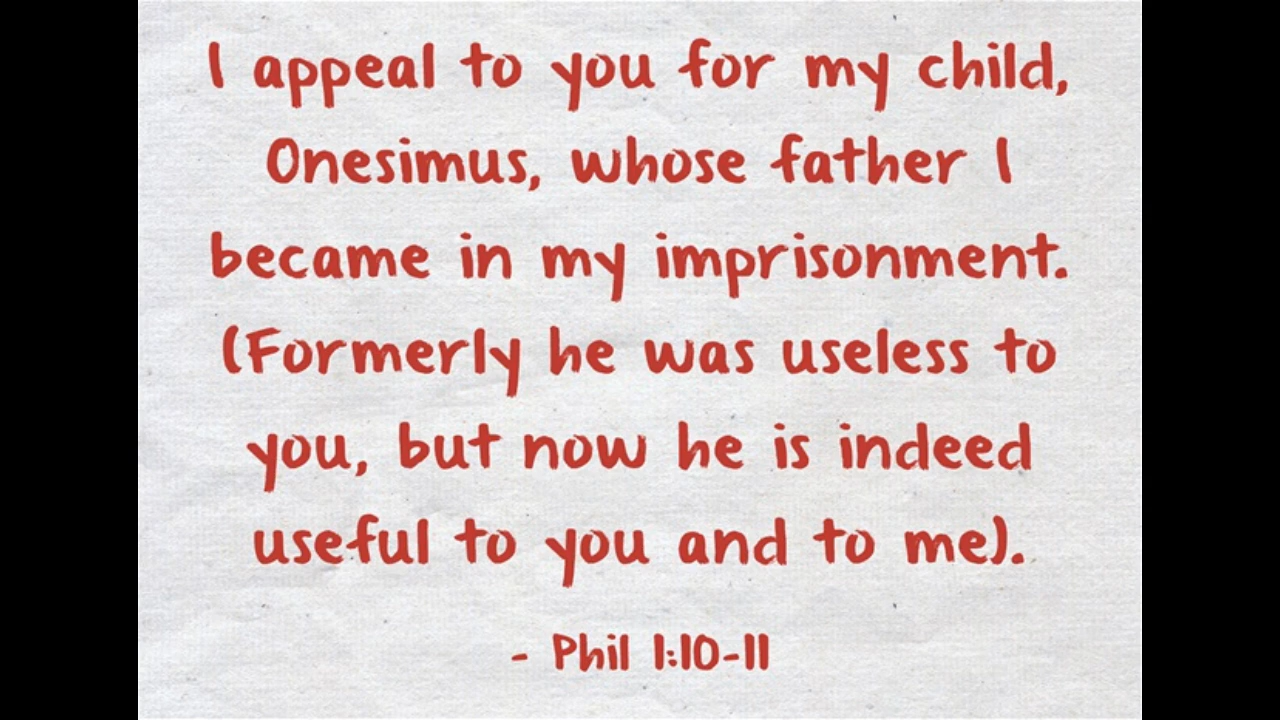 I appeal to you for my child,
Onesimus, whose father I
became in my imprisonment.
(Formerly he was useless to
you, but now he is indeed
useful to you and to me).
- Phil 1:10-11